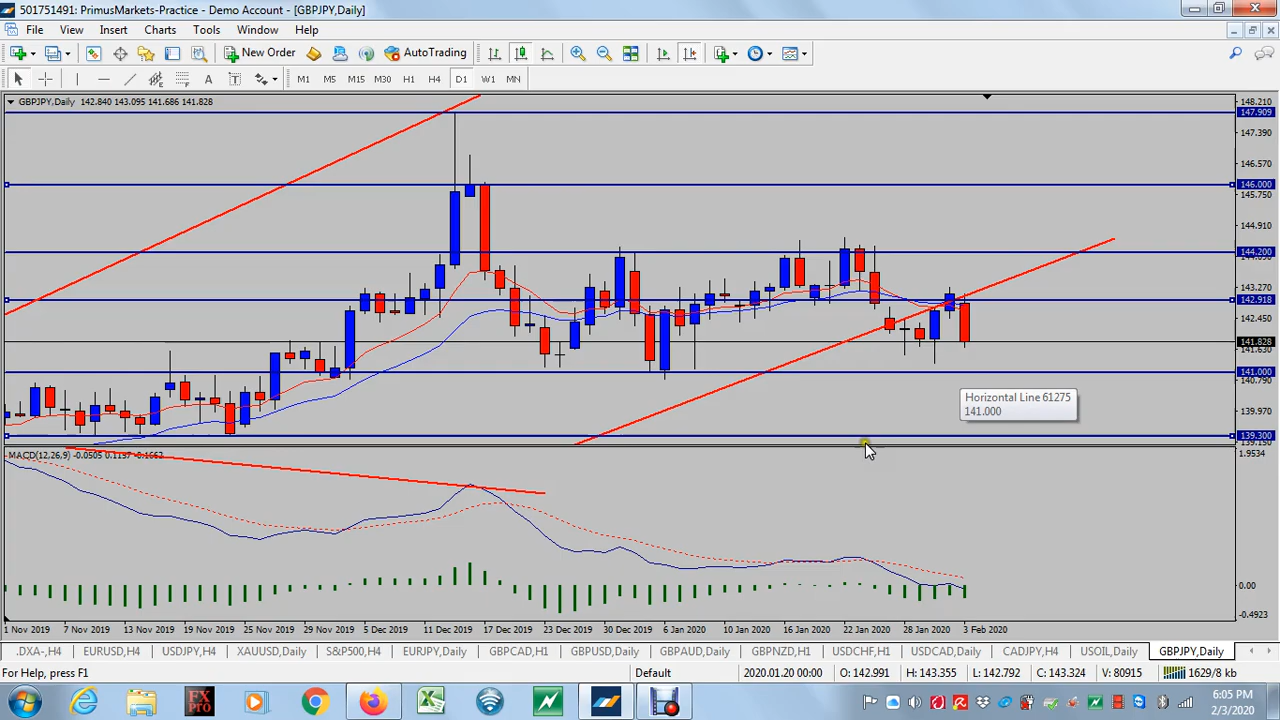 501751491: PrimusMarkets-Practice - Demo Account - [GBPJPY,Daily]
File View Insert Charts Tools Window Help
New Order AutoTrading
A T M1 M5 M15 M30 H1 H4 D1 W1 MN
GBPJPY,Daily 142.840 143.095 141.686 141.828
148.210
147.909
147.390
146.570
146.000
145.750
144.910
144.200
143.270
142.918
142.450
141.828
141.630
141.000
140.790
Horizontal Line 61275
141.000
139.970
139.300
139.150
MACD(12,26,9) -0.0505 0.1197 -0.1662
1.9534
0.00
-0.4923
1 Nov 2019 7 Nov 2019 13 Nov 2019 19 Nov 2019 25 Nov 2019 29 Nov 2019 5 Dec 2019 11 Dec 2019 17 Dec 2019 23 Dec 2019 30 Dec 2019 6 Jan 2020 10 Jan 2020 16 Jan 2020 22 Jan 2020 28 Jan 2020 3 Feb 2020
.DXA-,H4 EURUSD,H4 USDJPY,H4 XAUUSD,Daily S&P500,H4 EURJPY,Daily GBPCAD,H1 GBPUSD,Daily GBPAUD,Daily GBPNZD,H1 USDCHF,H1 USDCAD,Daily CADJPY,H4 USOIL,Daily GBPJPY,Daily
For Help, press F1 Default 2020.01.20 00:00 O: 142.991 H: 143.355 L: 142.792 C: 143.324 V: 80915 1629/8 kb
FX PRO
6:05 PM
2/3/2020